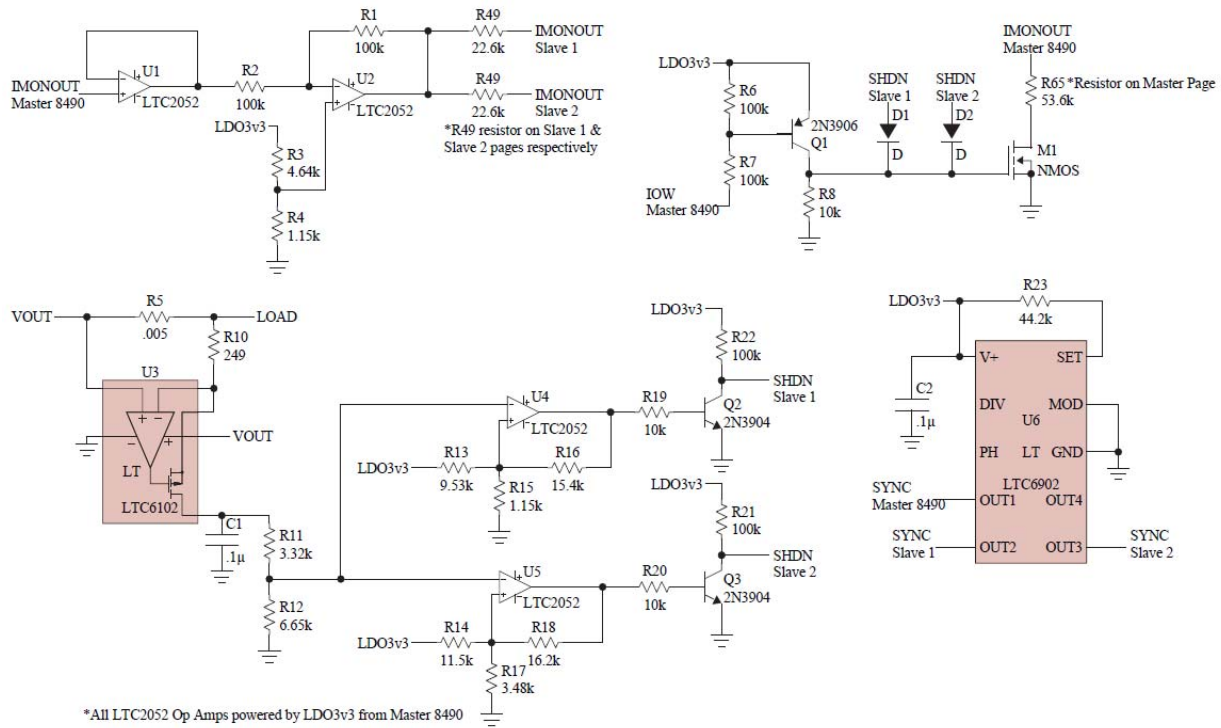 R1
100k
R49
22.6k
IMONOUT
Slave 1
U1
LTC2052
IMONOUT
Master 8490
R2
100k
U2
LTC2052
R49
22.6k
IMONOUT
Slave 2
*R49 resistor on Slave 1 &
Slave 2 pages respectively
LDO3v3
R3
4.64k
R4
1.15k
LDO3v3
R6
100k
R7
100k
IOW
Master 8490
2N3906
Q1
R8
10k
SHDN
Slave 1
D1
D
SHDN
Slave 2
D2
D
IMONOUT
Master 8490
R65 *Resistor on Master Page
53.6k
M1
NMOS
VOUT
R5
.005
LOAD
R10
249
U3
VOUT
LT
LTC6102
C1
.1µ
R11
3.32k
R12
6.65k
U4
LTC2052
LDO3v3
R13
9.53k
R16
15.4k
R15
1.15k
R19
10k
LDO3v3
R22
100k
SHDN
Slave 1
Q2
2N3904
U5
LTC2052
LDO3v3
R14
11.5k
R18
16.2k
R17
3.48k
R20
10k
LDO3v3
R21
100k
SHDN
Slave 2
Q3
2N3904
LDO3v3
R23
44.2k
C2
.1µ
V+ SET
DIV MOD
U6
PH LT GND
LTC6902
OUT1 OUT4
OUT2 OUT3
SYNC
Master 8490
SYNC
Slave 1
SYNC
Slave 2
*All LTC2052 Op Amps powered by LDO3v3 from Master 8490